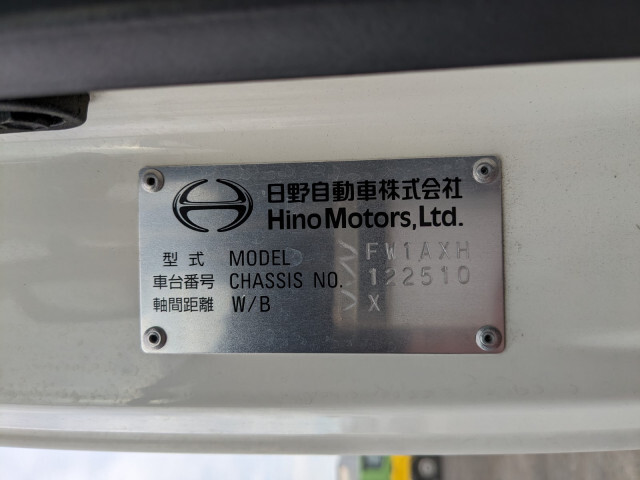 日野自動車株式会社
Hino Motors, Ltd.
型式 MODEL FW1AXH
車台番号 CHASSIS NO. 122510
軸間距離 W/B X